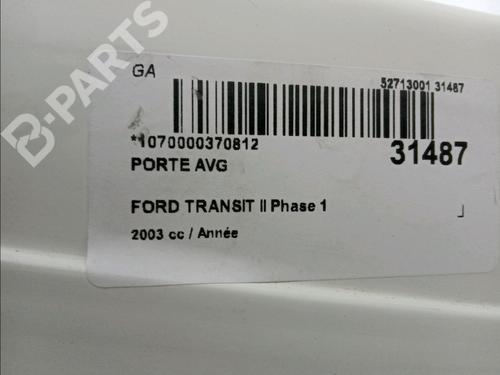 B-PARTS
GA
52713001 31487
*1070000370812
31487
PORTE AVG
FORD TRANSIT II Phase 1
2003 cc / Année